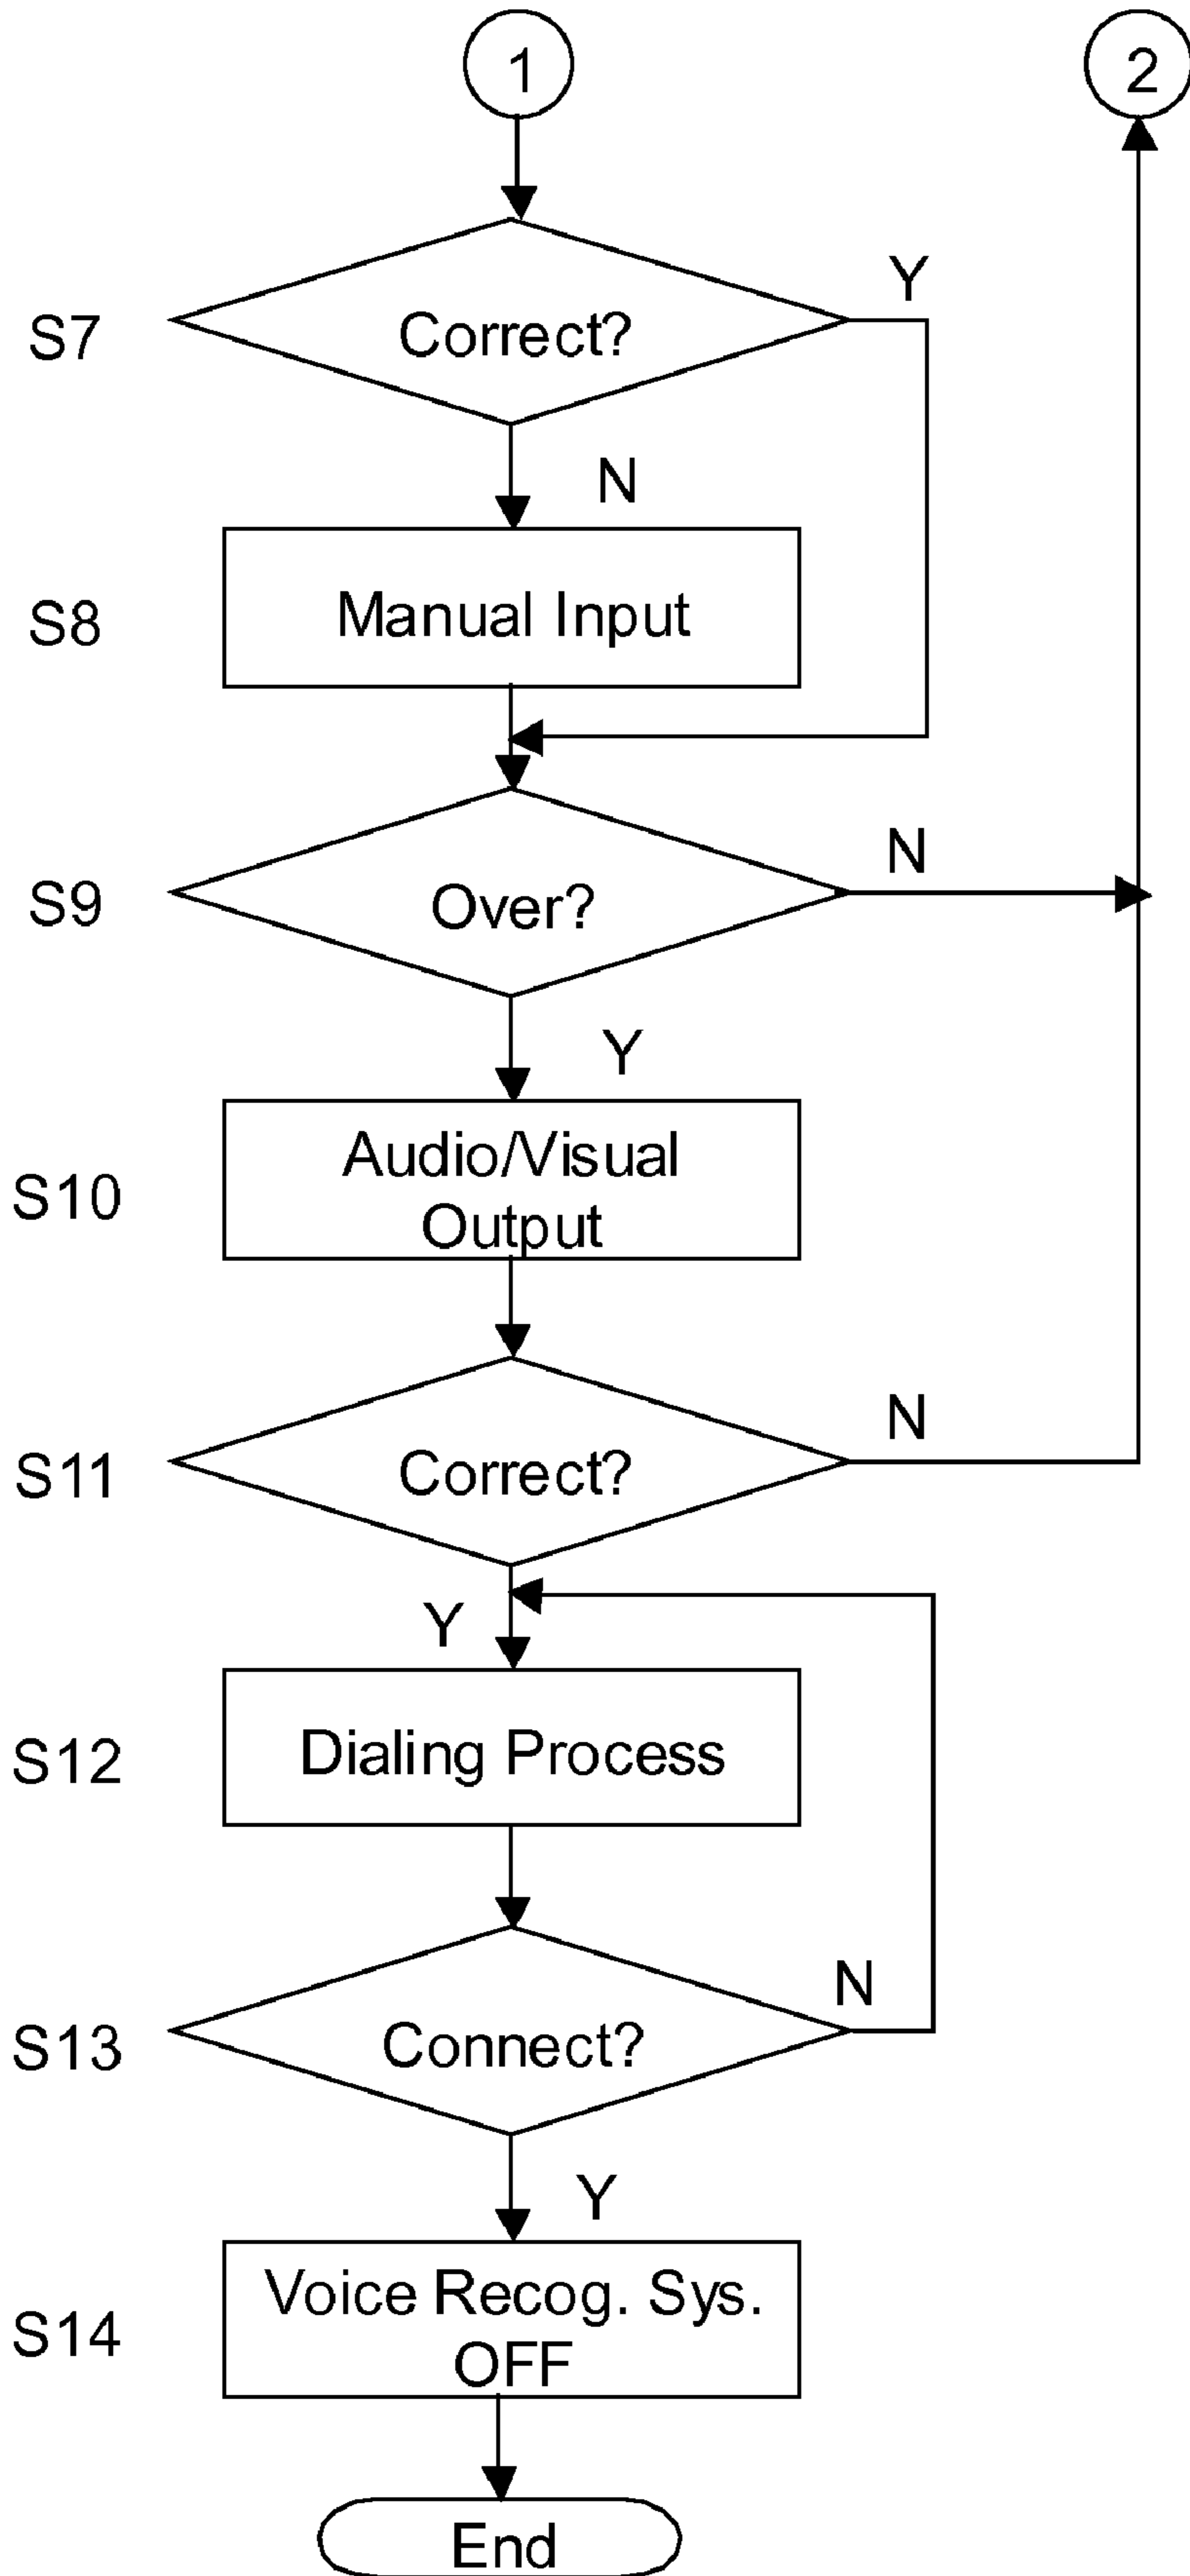 1
2
Y
S7
Correct?
N
S8
Manual Input
N
S9
Over?
Y
S10
Audio/Visual
Output
N
S11
Correct?
Y
S12
Dialing Process
N
S13
Connect?
Y
S14
Voice Recog. Sys.
OFF
End